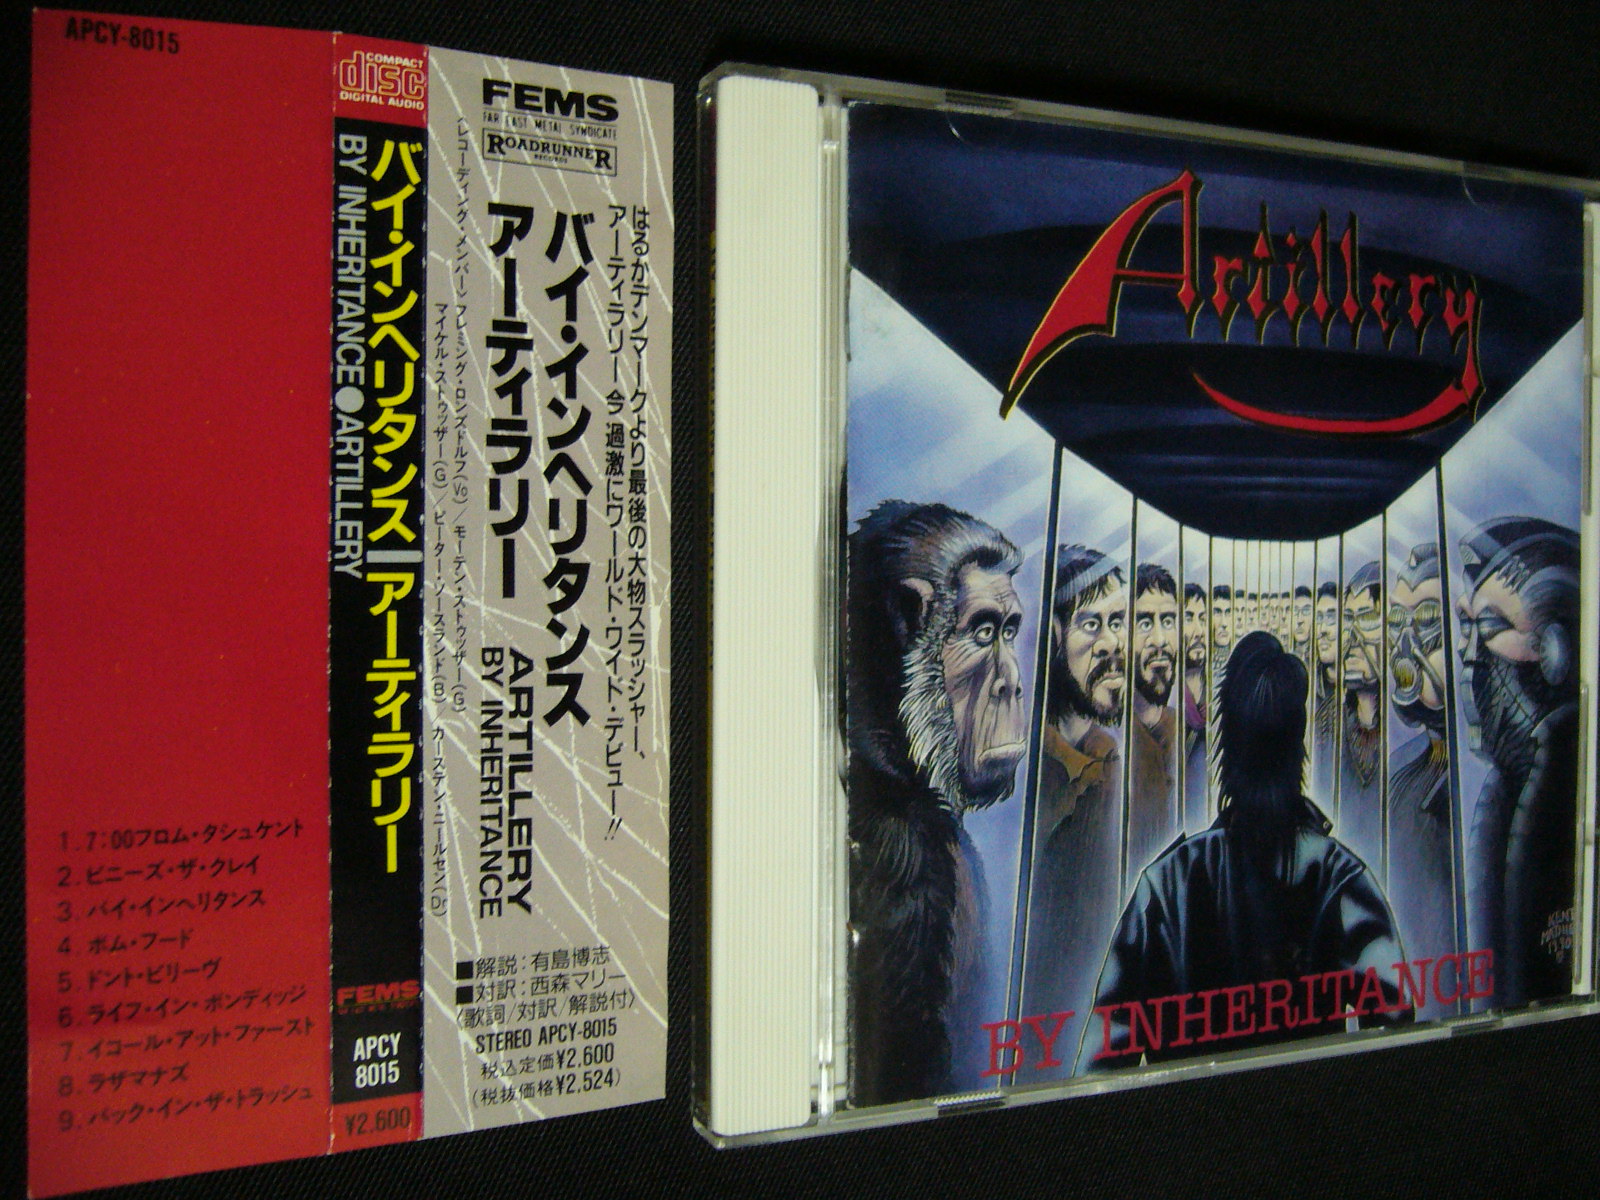 APCY-8015
1. 7:00フロム・タシュケント
2. ビニーズ・ザ・クレイ
3. バイ・インヘリタンス
4. ボム・フード
5. ドント・ビリーヴ
6. ライフ・イン・ボンディッジ
7. イコール・アット・ファースト
8. ラザマナズ
9. バック・イン・ザ・トラッシュ
COMPACT
disc
DIGITAL AUDIO
バイ・インヘリタンス アーティラリー
BY INHERITANCE●ARTILLERY
FEMS
APCY
8015
¥2,600
FEMS
FAR EAST METAL SYNDICATE
ROADRUNNER
RECORDS
はるかデンマークより最後の大物スラッシャー、
アーティラリー今過激にワールド・ワイド・デビュー!!
バイ・インヘリタンス
アーティラリー
ARTILLERY
BY INHERITANCE
〈レコーディング・メンバー〉フレミング・ロンズドルフ(Vo)/モーテン・ストゥッザー(G)
マイケル・ストゥッザー(G)/ピーター・ソースランド(B)/カーステン・ニールセン(Dr)
■解説:有島博志
■対訳:西森マリー
〈歌詞/対訳/解説付〉
STEREO APCY-8015
税込定価¥2,600
(税抜価格¥2,524)
Artillery
BY INHERITANCE